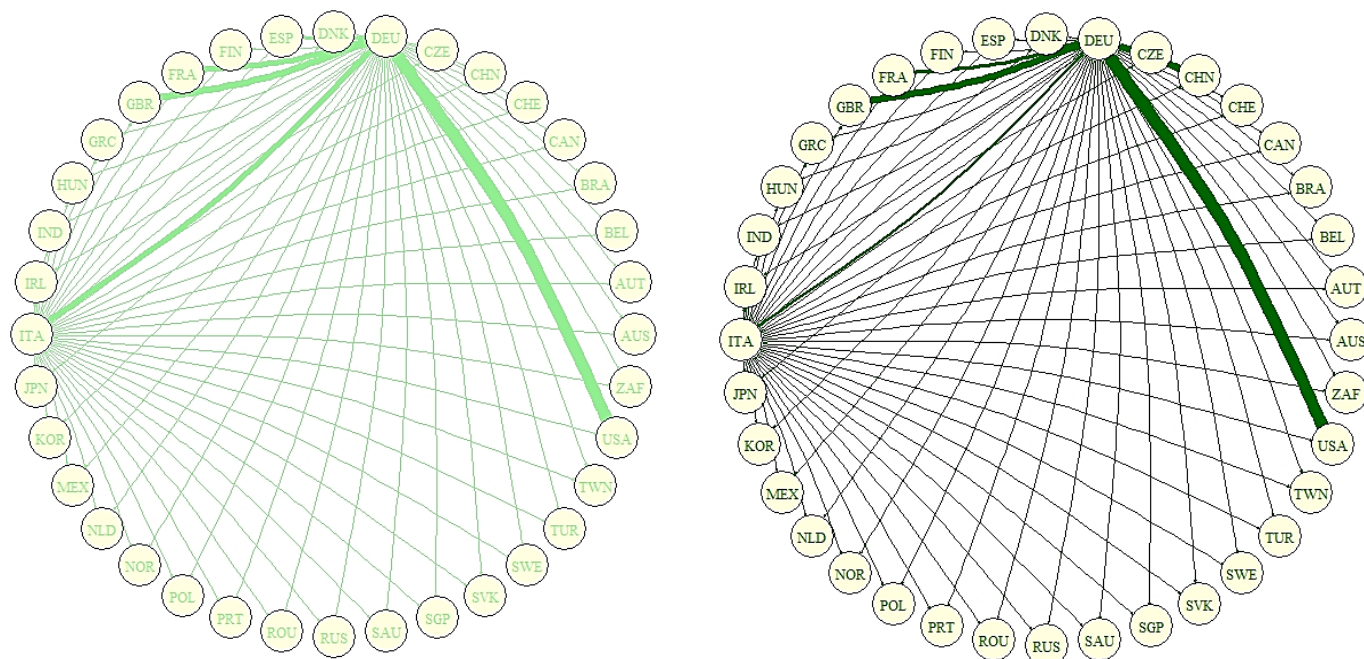 DEU
CZE
CHN
CHE
CAN
BRA
BEL
AUT
AUS
ZAF
USA
TWN
TUR
SWE
SVK
SGP
SAU
RUS
ROU
PRT
POL
NOR
NLD
MEX
KOR
JPN
ITA
IRL
IND
HUN
GRC
GBR
FRA
FIN
ESP
DNK
DEU
CZE
CHN
CHE
CAN
BRA
BEL
AUT
AUS
ZAF
USA
TWN
TUR
SWE
SVK
SGP
SAU
RUS
ROU
PRT
POL
NOR
NLD
MEX
KOR
JPN
ITA
IRL
IND
HUN
GRC
GBR
FRA
FIN
ESP
DNK